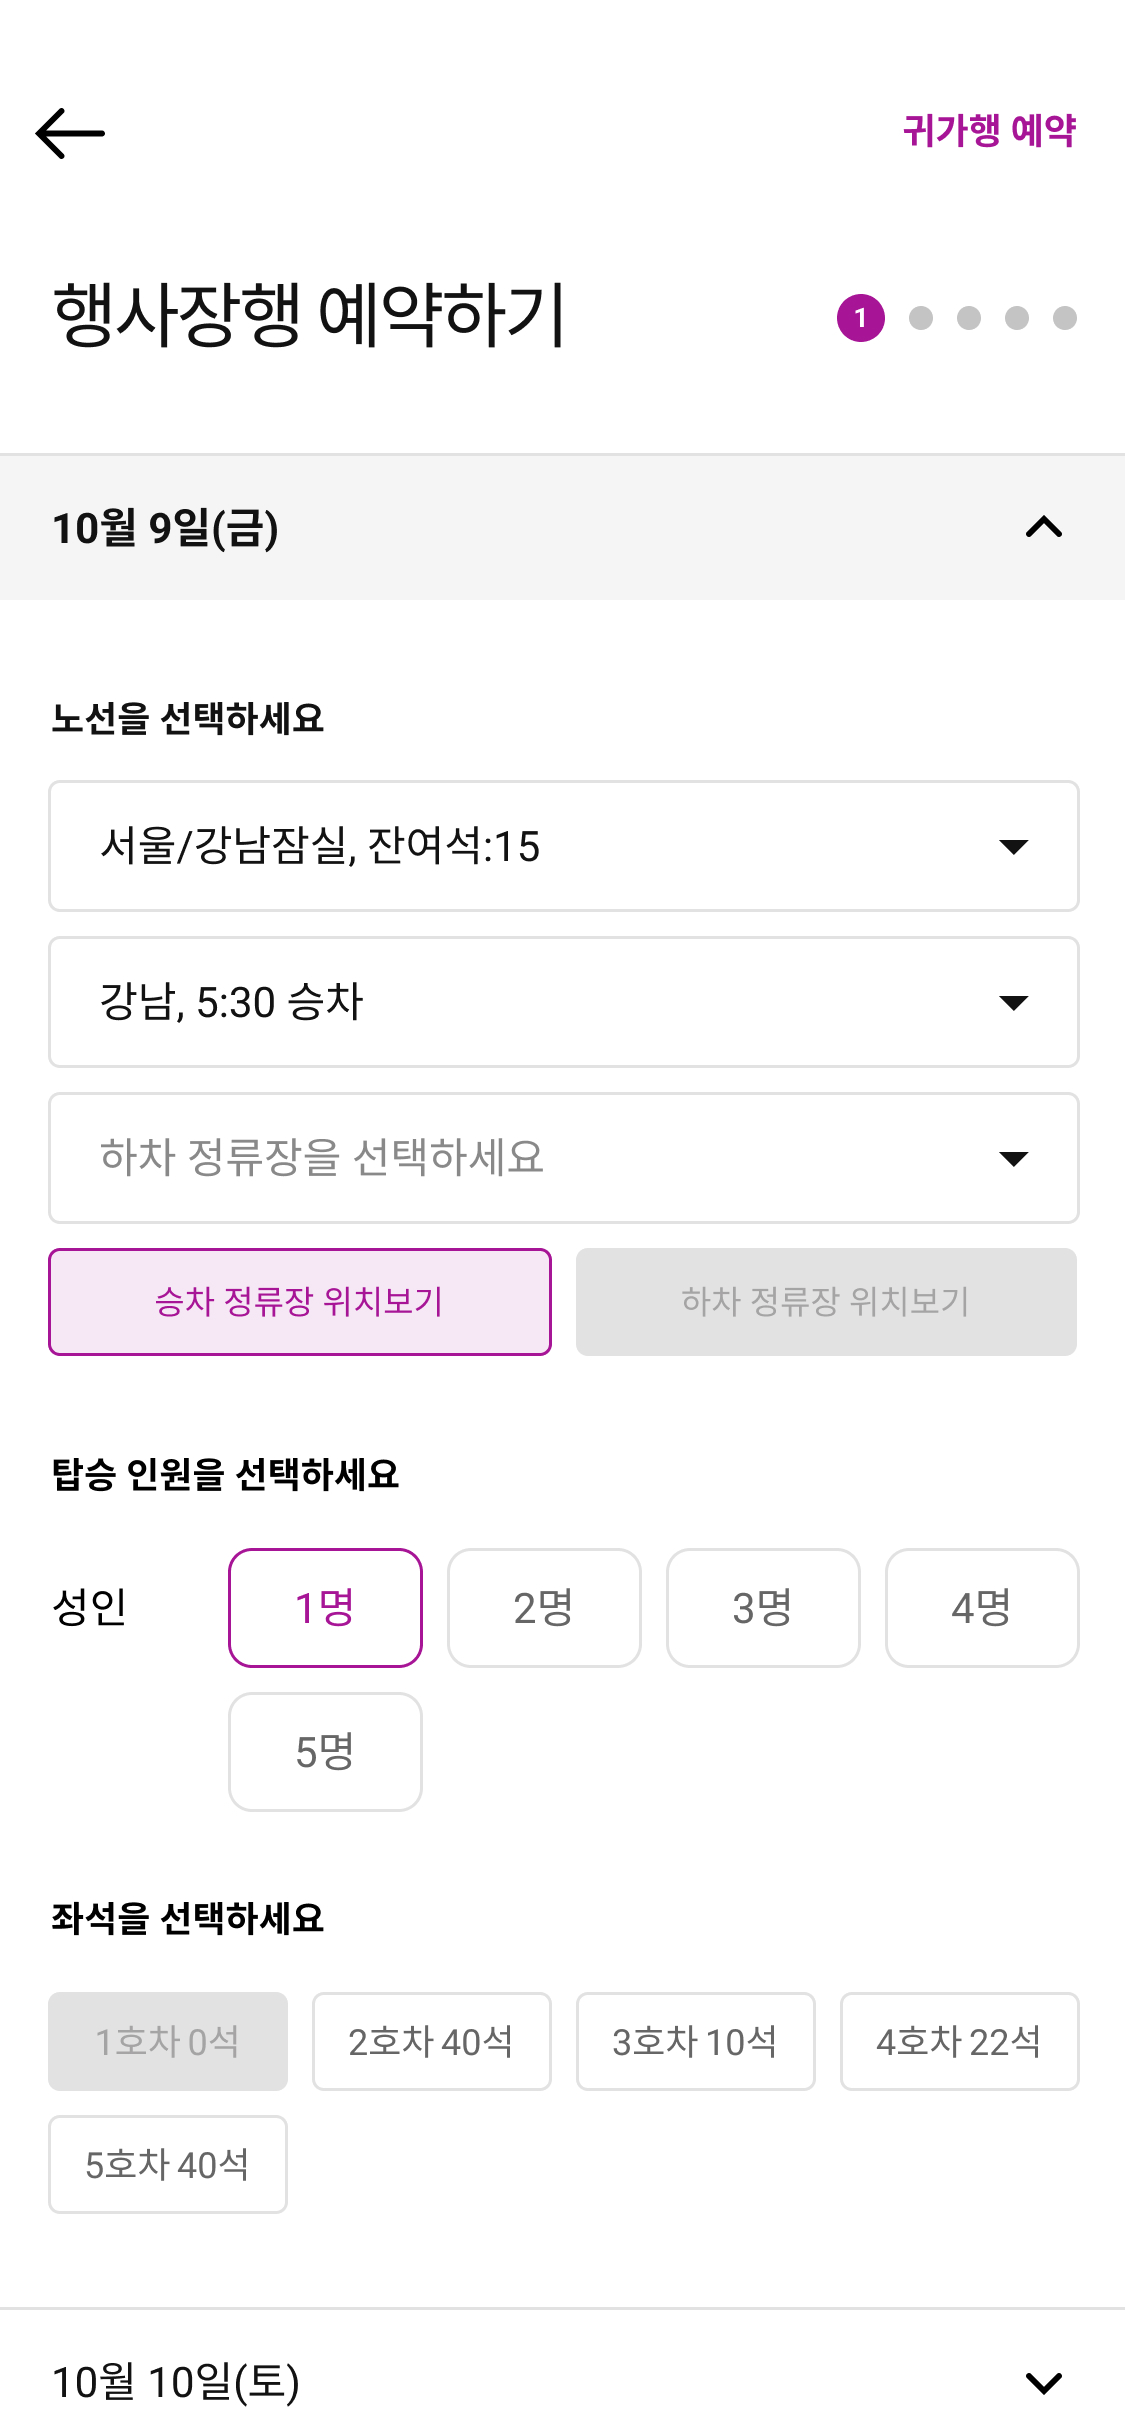 귀가행 예약
행사장행 예약하기
1
10월 9일(금)
노선을 선택하세요
서울/강남잠실, 잔여석:15
강남, 5:30 승차
하차 정류장을 선택하세요
승차 정류장 위치보기 하차 정류장 위치보기
탑승 인원을 선택하세요
성인 1명 2명 3명 4명
5명
좌석을 선택하세요
1호차 0석 2호차 40석 3호차 10석 4호차 22석
5호차 40석
10월 10일(토)